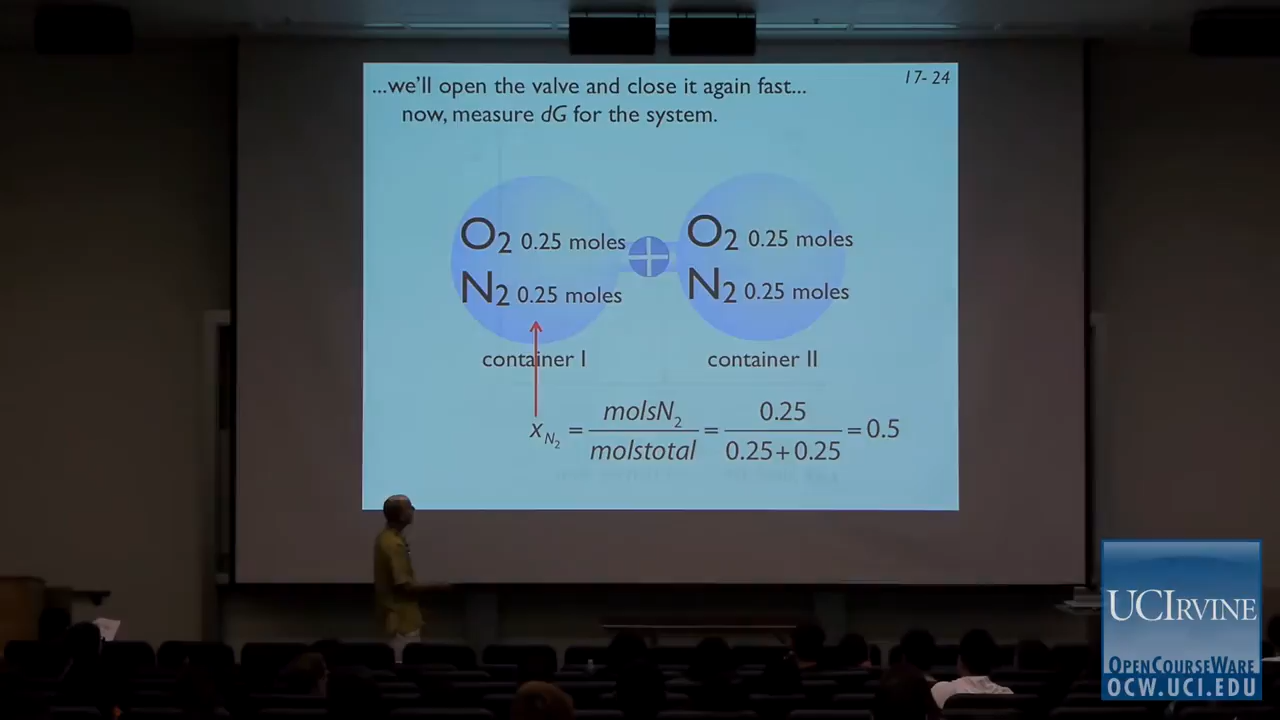 ...we'll open the valve and close it again fast...
17- 24
now, measure dG for the system.
O2 0.25 moles
N2 0.25 moles
O2 0.25 moles
N2 0.25 moles
container I
container II
xN2 = molsN2 / molstotal = 0.25 / 0.25+0.25 = 0.5
UCIRVINE
OPENCOURSEWARE
OCW.UCI.EDU